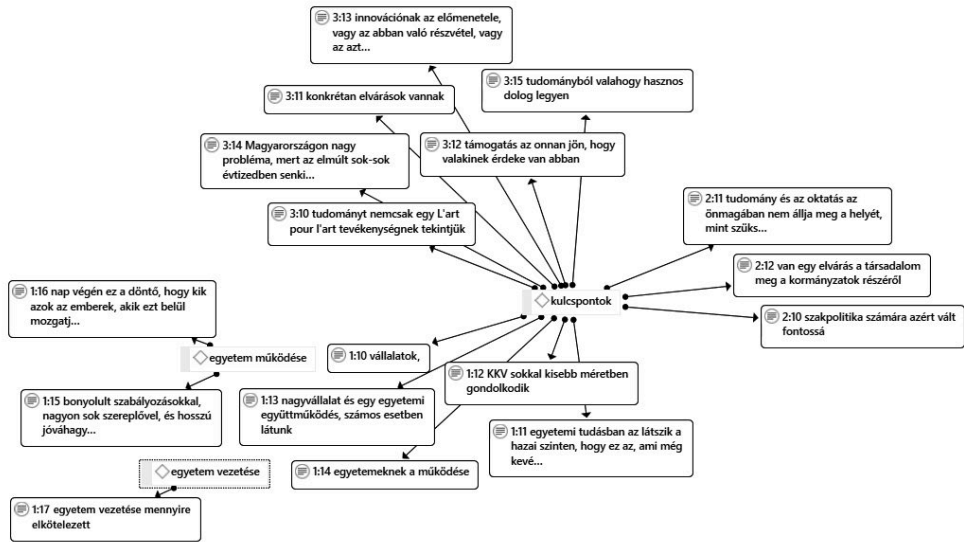 3:13 innovációnak az előmenetele,
vagy az abban való részvétel, vagy
az azt...
3:15 tudományból valahogy hasznos
dolog legyen
3:11 konkrétan elvárások vannak
3:14 Magyarországon nagy
probléma, mert az elmúlt sok-sok
évtizedben senki...
3:12 támogatás az onnan jön, hogy
valakinek érdeke van abban
3:10 tudományt nemcsak egy L'art
pour l'art tevékenységnek tekintjük
2:11 tudomány és az oktatás az
önmagában nem állja meg a helyét,
mint szüks...
2:12 van egy elvárás a társadalom
meg a kormányzatok részéről
2:10 szakpolitika számára azért vált
fontossá
kulcspontok
1:16 nap végén ez a döntő, hogy kik
azok az emberek, akik ezt belül
mozgatj...
egyetem működése
1:15 bonyolult szabályozásokkal,
nagyon sok szereplővel, és hosszú
jóváhagy...
1:10 vállalatok,
1:12 KKV sokkal kisebb méretben
gondolkodik
1:13 nagyvállalat és egy egyetemi
együttműködés, számos esetben
látunk
1:11 egyetemi tudásban az látszik a
hazai szinten, hogy ez az, ami még
kevé...
1:14 egyetemeknek a működése
egyetem vezetése
1:17 egyetem vezetése mennyire
elkötelezett